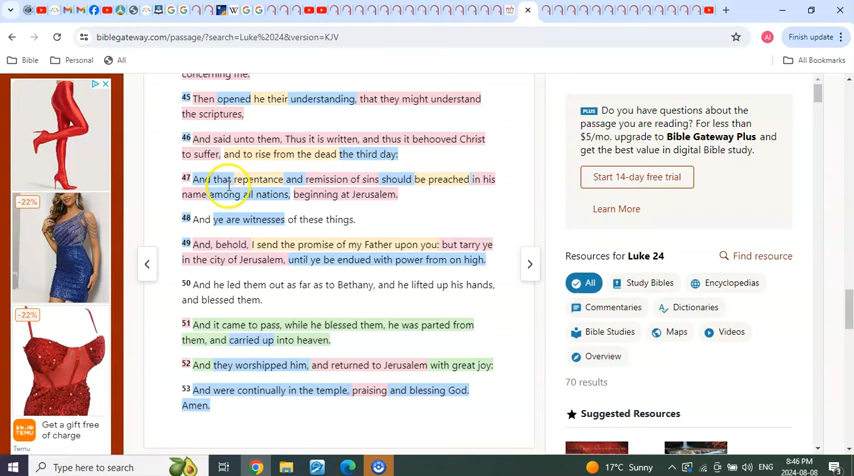 Finish update
biblegateway.com/passage/?search=Luke%2024&version=KJV
AI
Bible
Personal
All
All Bookmarks
concerning me.
45 Then opened he their understanding, that they might understand
the scriptures,
46 And said unto them, Thus it is written, and thus it behooved Christ
to suffer, and to rise from the dead the third day:
47 And that repentance and remission of sins should be preached in his
name among all nations, beginning at Jerusalem.
48 And ye are witnesses of these things.
49 And, behold, I send the promise of my Father upon you: but tarry ye
in the city of Jerusalem, until ye be endued with power from on high.
50 And he led them out as far as to Bethany, and he lifted up his hands,
and blessed them.
51 And it came to pass, while he blessed them, he was parted from
them, and carried up into heaven.
52 And they worshipped him, and returned to Jerusalem with great joy:
53 And were continually in the temple, praising and blessing God.
Amen.
-22%
-22%
Get a gift free
of charge
Temu
PLUS Do you have questions about the
passage you are reading? For less than
$5/mo. upgrade to Bible Gateway Plus and
get the best value in digital Bible study.
Start 14-day free trial
Learn More
Resources for Luke 24
Find resource
All
Study Bibles
Encyclopedias
Commentaries
Dictionaries
Bible Studies
Maps
Videos
Overview
70 results
Suggested Resources
Type here to search
17°C Sunny
ENG
8:46 PM
2024-08-08